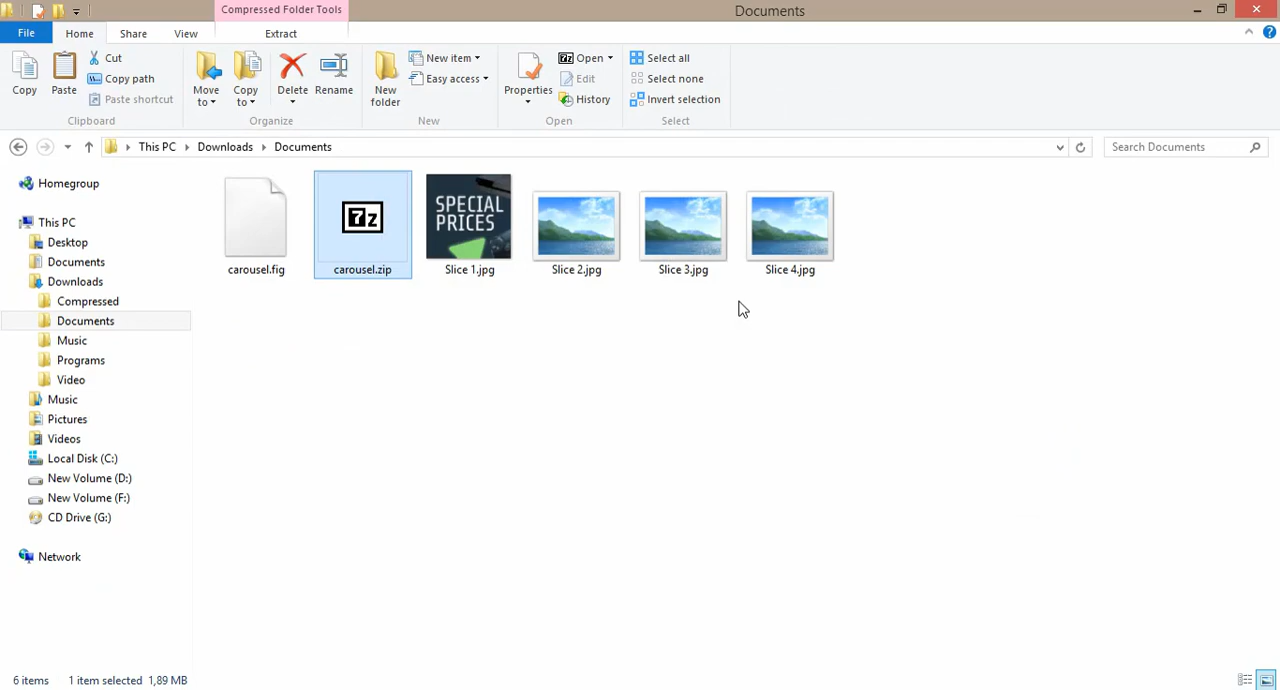 Compressed Folder Tools
Documents
File
Home
Share
View
Extract
Copy
Paste
Cut
Copy path
Paste shortcut
Clipboard
Move to
Copy to
Delete
Rename
Organize
New folder
New item
Easy access
New
Properties
Open
Edit
History
Open
Select all
Select none
Invert selection
Select
This PC
Downloads
Documents
Search Documents
Homegroup
This PC
Desktop
Documents
Downloads
Compressed
Documents
Music
Programs
Video
Music
Pictures
Videos
Local Disk (C:)
New Volume (D:)
New Volume (F:)
CD Drive (G:)
Network
carousel.fig
7z
carousel.zip
SPECIAL
PRICES
Slice 1.jpg
Slice 2.jpg
Slice 3.jpg
Slice 4.jpg
6 items
1 item selected 1,89 MB